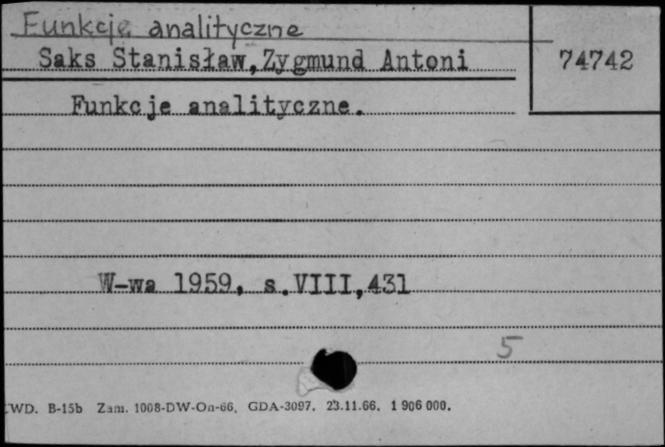 Funkcje analityczne
Saks Stanisław, Zygmund Antoni
74742
Funkcje analityczne.
W-wa 1959, s.VIII,431
5
WD. B-15b Zam. 1008-DW-On-66. GDA-3097. 23.11.66. 1 906 000.